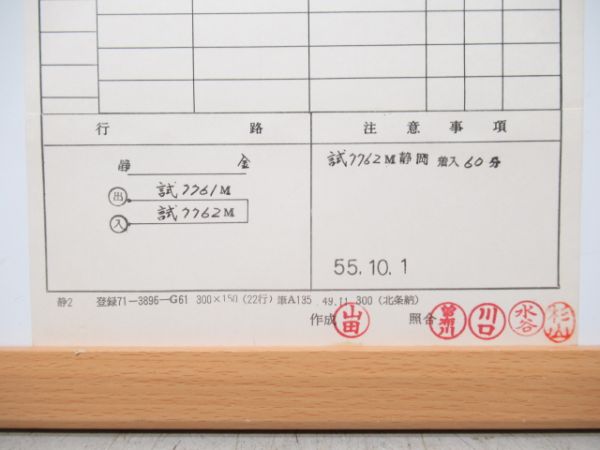 行路 注意事項
静 金 試7762M静岡 着入60分
出 試7761M
入 試7762M
55.10.1
静2 登録71-3896-G61 300×150 (22行) 筆A135 49.11 300 (北条納)
作成 山田 照合 川口 水谷 杉山